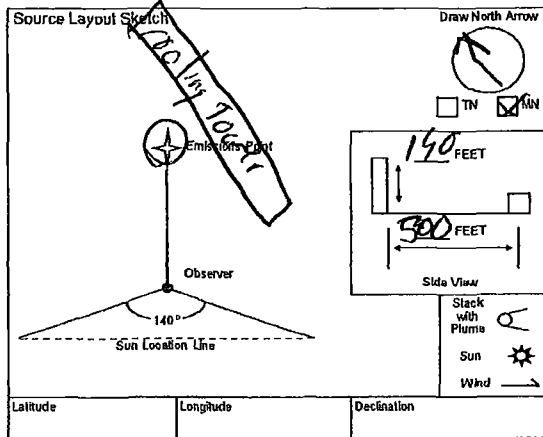 Source Layout Sketch
Draw North Arrow
Cooling Tower
TN
MN
Emissions Point
140 FEET
500 FEET
Side View
Observer
140°
Sun Location Line
Stack
with
Plume
Sun
Wind
Latitude
Longitude
Declination